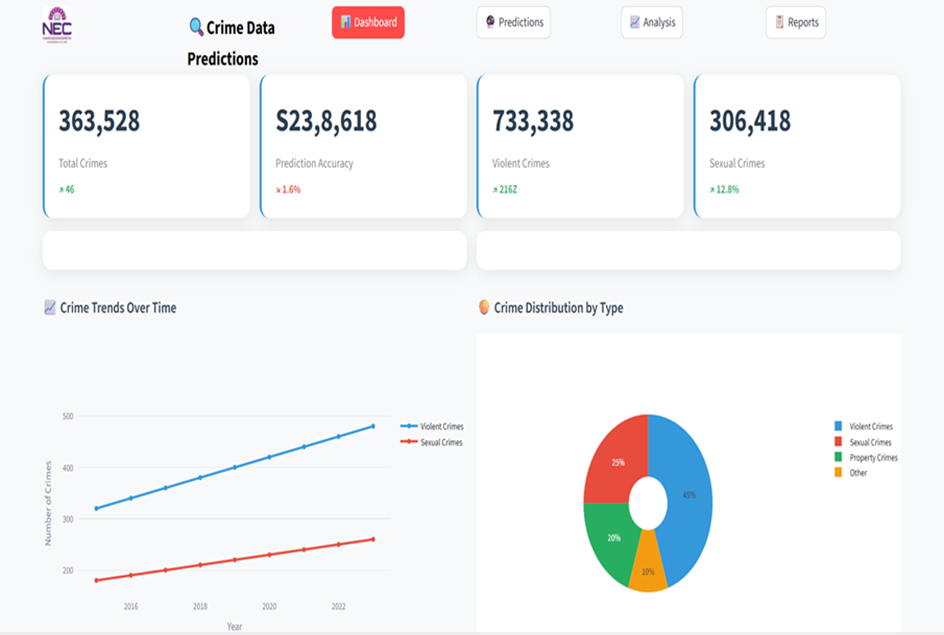 NEC
Crime Data
Predictions
Dashboard
Predictions
Analysis
Reports
363,528
Total Crimes
↗ 46
S23,8,618
Prediction Accuracy
↘ 1.6%
733,338
Violent Crimes
↗ 216Z
306,418
Sexual Crimes
↗ 12.8%
Crime Trends Over Time
500
400
300
200
Number of Crimes
2016
2018
2020
2022
Year
Violent Crimes
Sexual Crimes
Crime Distribution by Type
25%
45%
20%
10%
Violent Crimes
Sexual Crimes
Property Crimes
Other